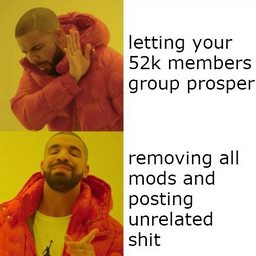 letting your
52k members
group prosper
removing all
mods and
posting
unrelated
shit